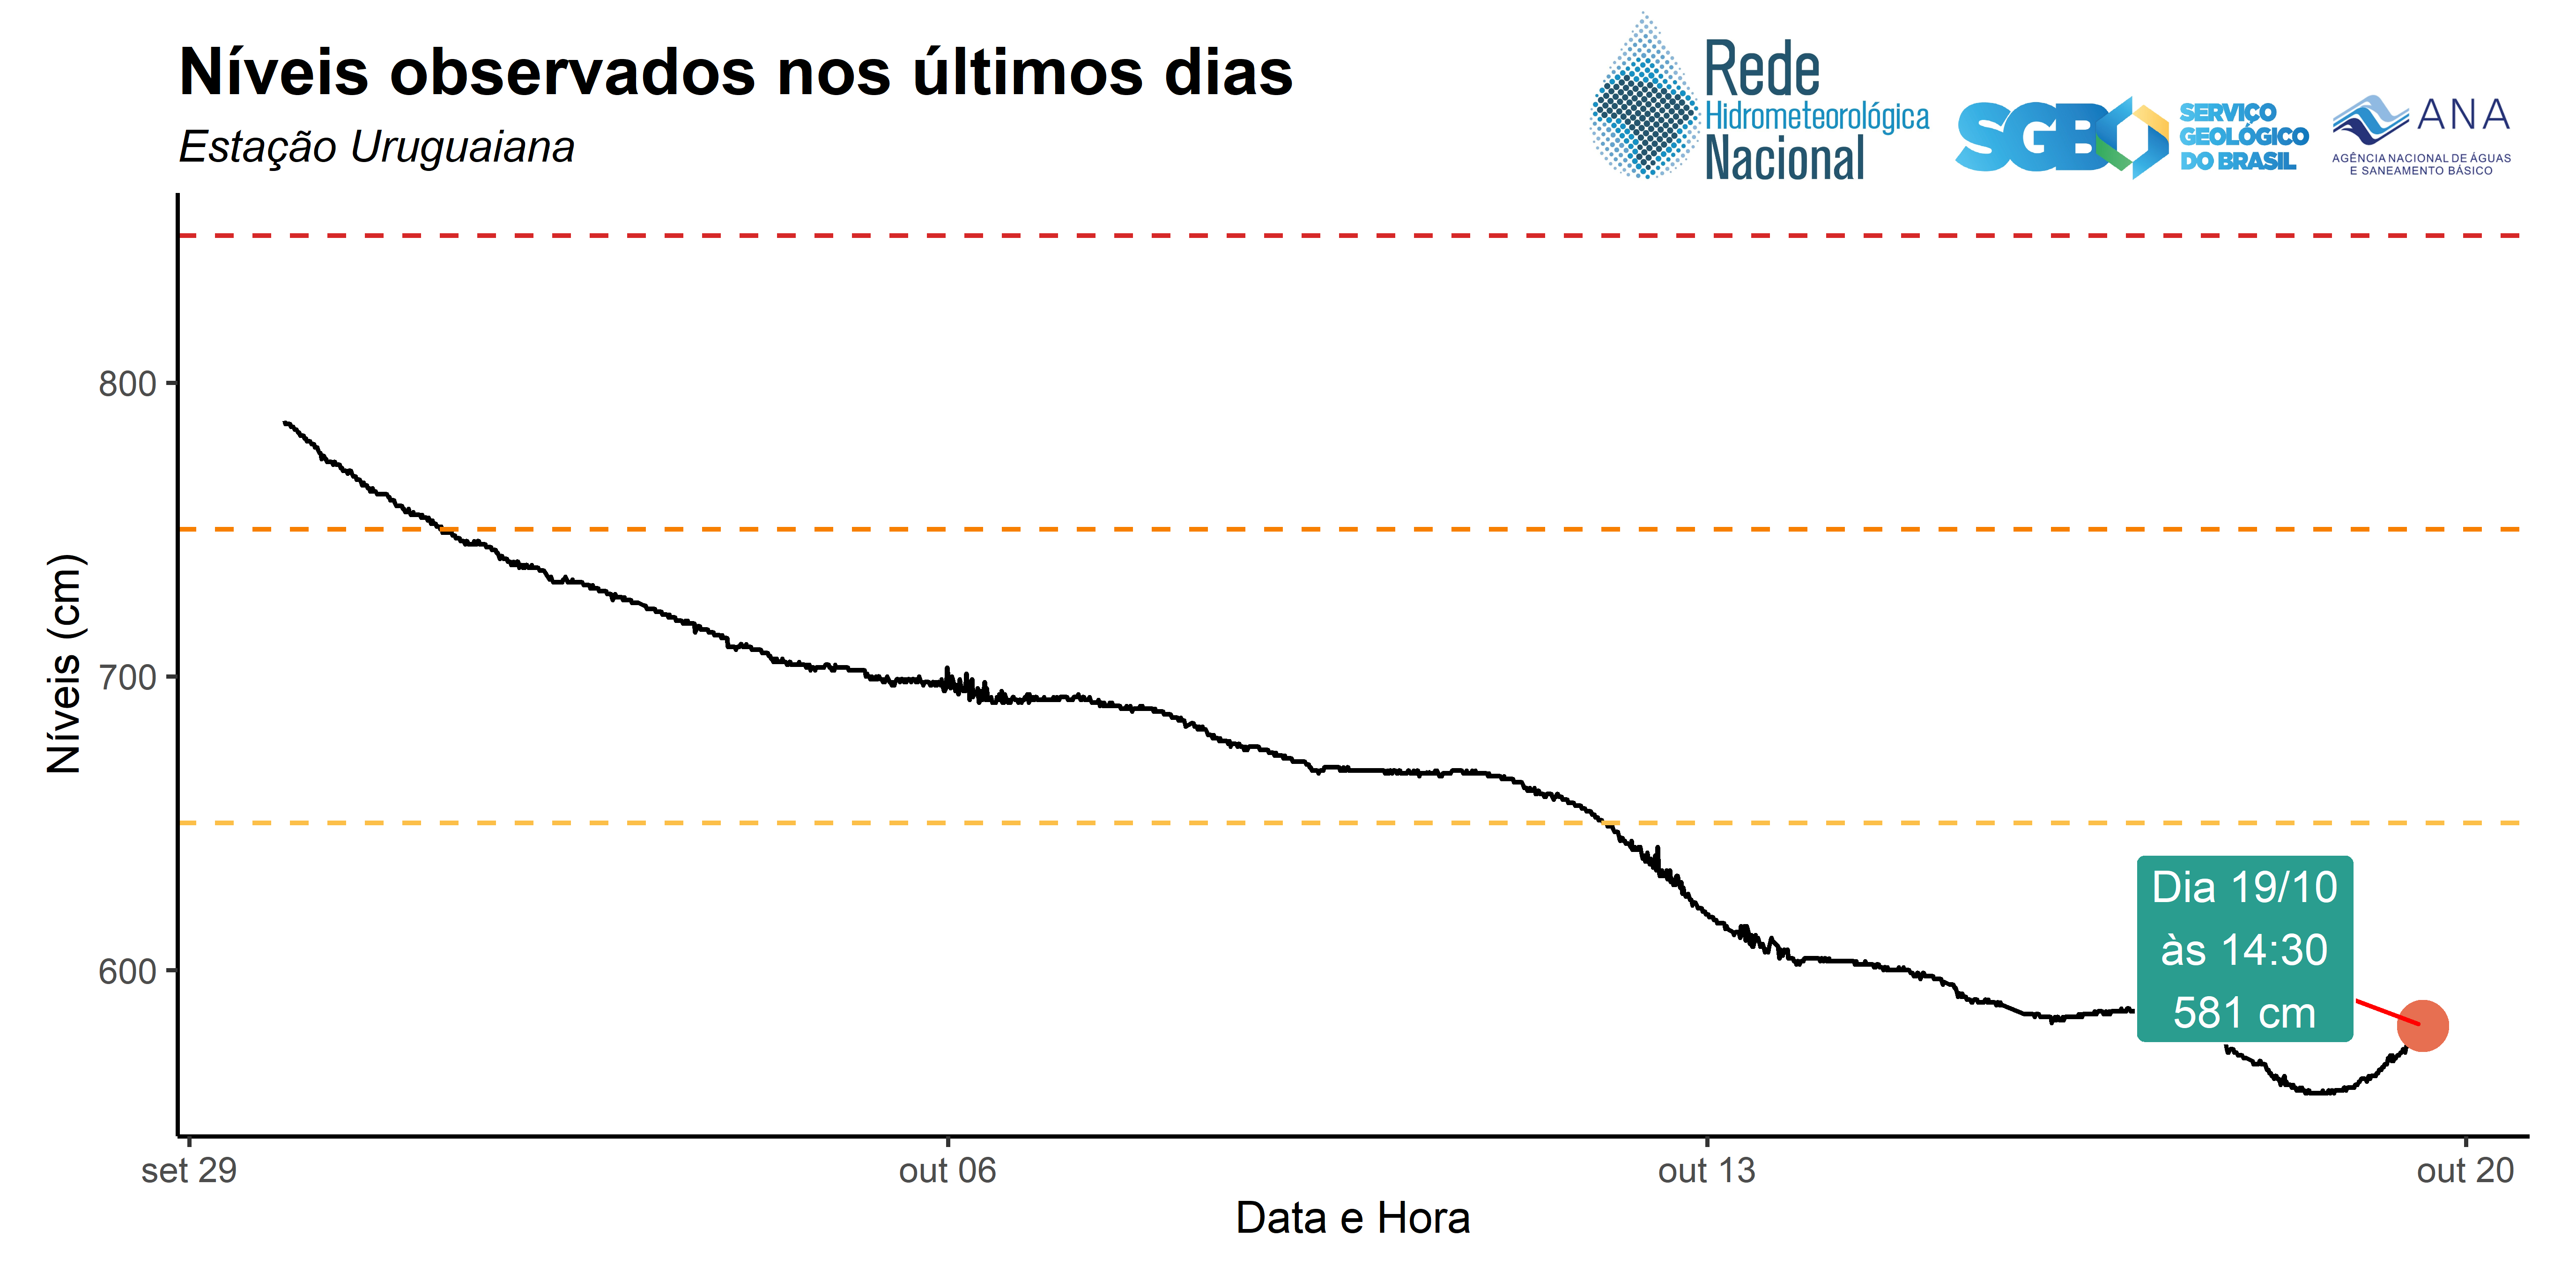 Níveis observados nos últimos dias
Estação Uruguaiana
Rede
Hidrometeorológica
Nacional
SGB
SERVIÇO
GEOLÓGICO
DO BRASIL
ANA
AGÊNCIA NACIONAL DE ÁGUAS
E SANEAMENTO BÁSICO
Níveis (cm)
800
700
600
Dia 19/10
às 14:30
581 cm
set 29
out 06
out 13
out 20
Data e Hora